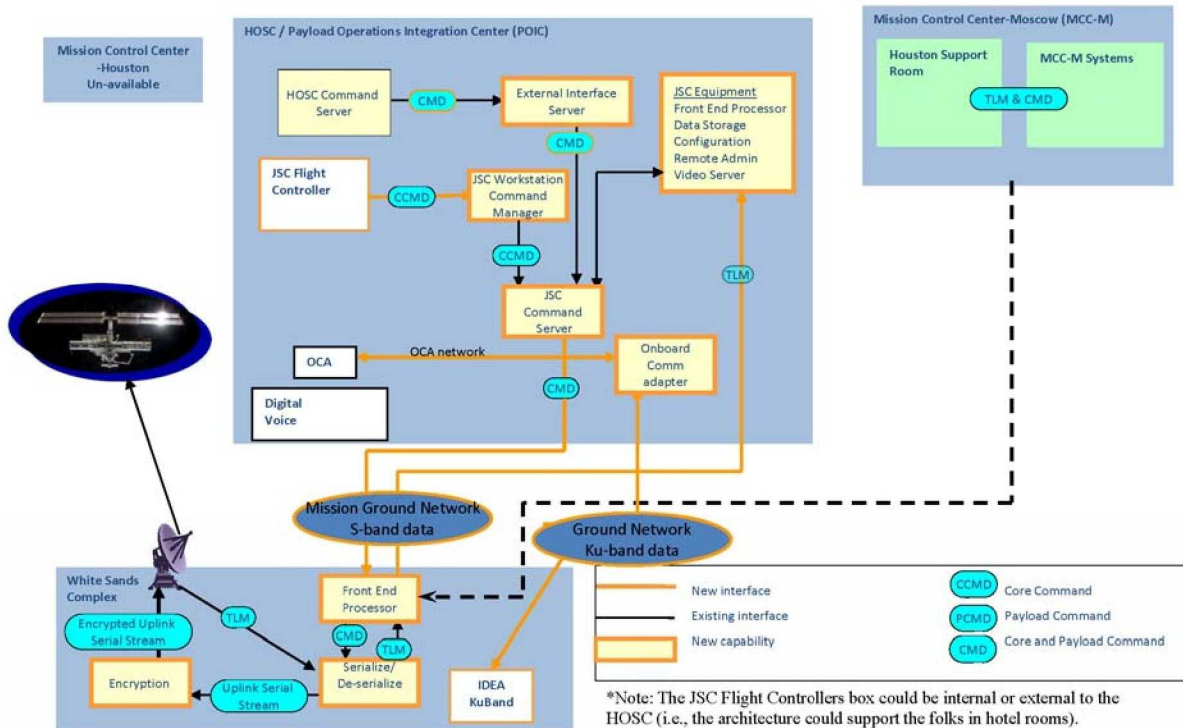 Mission Control Center
-Houston
Un-available
HOSC / Payload Operations Integration Center (POIC)
HOSC Command
Server
CMD
External Interface
Server
CMD
JSC Equipment
Front End Processor
Data Storage
Configuration
Remote Admin
Video Server
JSC Flight
Controller
CCMD
JSC Workstation
Command
Manager
CCMD
TLM
JSC
Command
Server
OCA
OCA network
Onboard
Comm
adapter
CMD
Digital
Voice
Mission Control Center-Moscow (MCC-M)
Houston Support
Room
MCC-M Systems
TLM & CMD
Mission Ground Network
S-band data
Ground Network
Ku-band data
White Sands
Complex
Front End
Processor
Encrypted Uplink
Serial Stream
TLM
CMD
TLM
Encryption
Uplink Serial
Stream
Serialize/
De-serialize
IDEA
KuBand
New interface
Existing interface
New capability
CCMD
Core Command
PCMD
Payload Command
CMD
Core and Payload Command
*Note: The JSC Flight Controllers box could be internal or external to the
HOSC (i.e., the architecture could support the folks in hotel rooms).